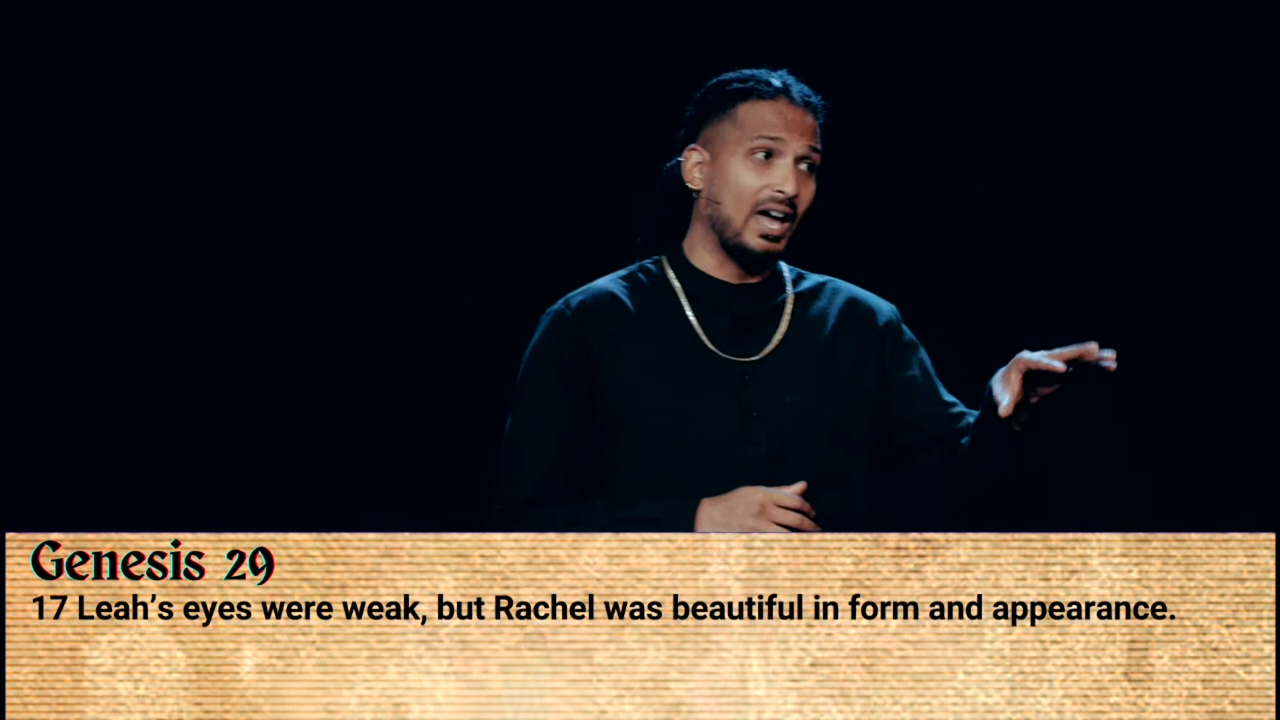 Genesis 29
17 Leah’s eyes were weak, but Rachel was beautiful in form and appearance.